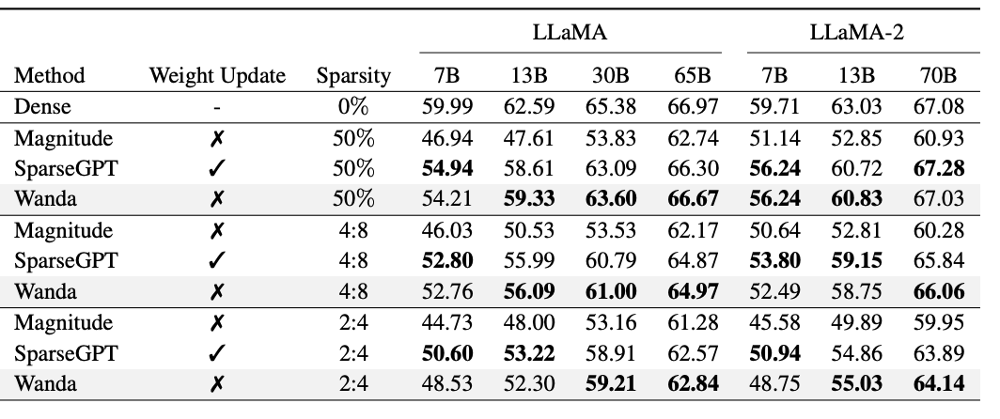 LLaMA LLaMA-2
Method Weight Update Sparsity 7B 13B 30B 65B 7B 13B 70B
Dense - 0% 59.99 62.59 65.38 66.97 59.71 63.03 67.08
Magnitude ✗ 50% 46.94 47.61 53.83 62.74 51.14 52.85 60.93
SparseGPT ✓ 50% 54.94 58.61 63.09 66.30 56.24 60.72 67.28
Wanda ✗ 50% 54.21 59.33 63.60 66.67 56.24 60.83 67.03
Magnitude ✗ 4:8 46.03 50.53 53.53 62.17 50.64 52.81 60.28
SparseGPT ✓ 4:8 52.80 55.99 60.79 64.87 53.80 59.15 65.84
Wanda ✗ 4:8 52.76 56.09 61.00 64.97 52.49 58.75 66.06
Magnitude ✗ 2:4 44.73 48.00 53.16 61.28 45.58 49.89 59.95
SparseGPT ✓ 2:4 50.60 53.22 58.91 62.57 50.94 54.86 63.89
Wanda ✗ 2:4 48.53 52.30 59.21 62.84 48.75 55.03 64.14